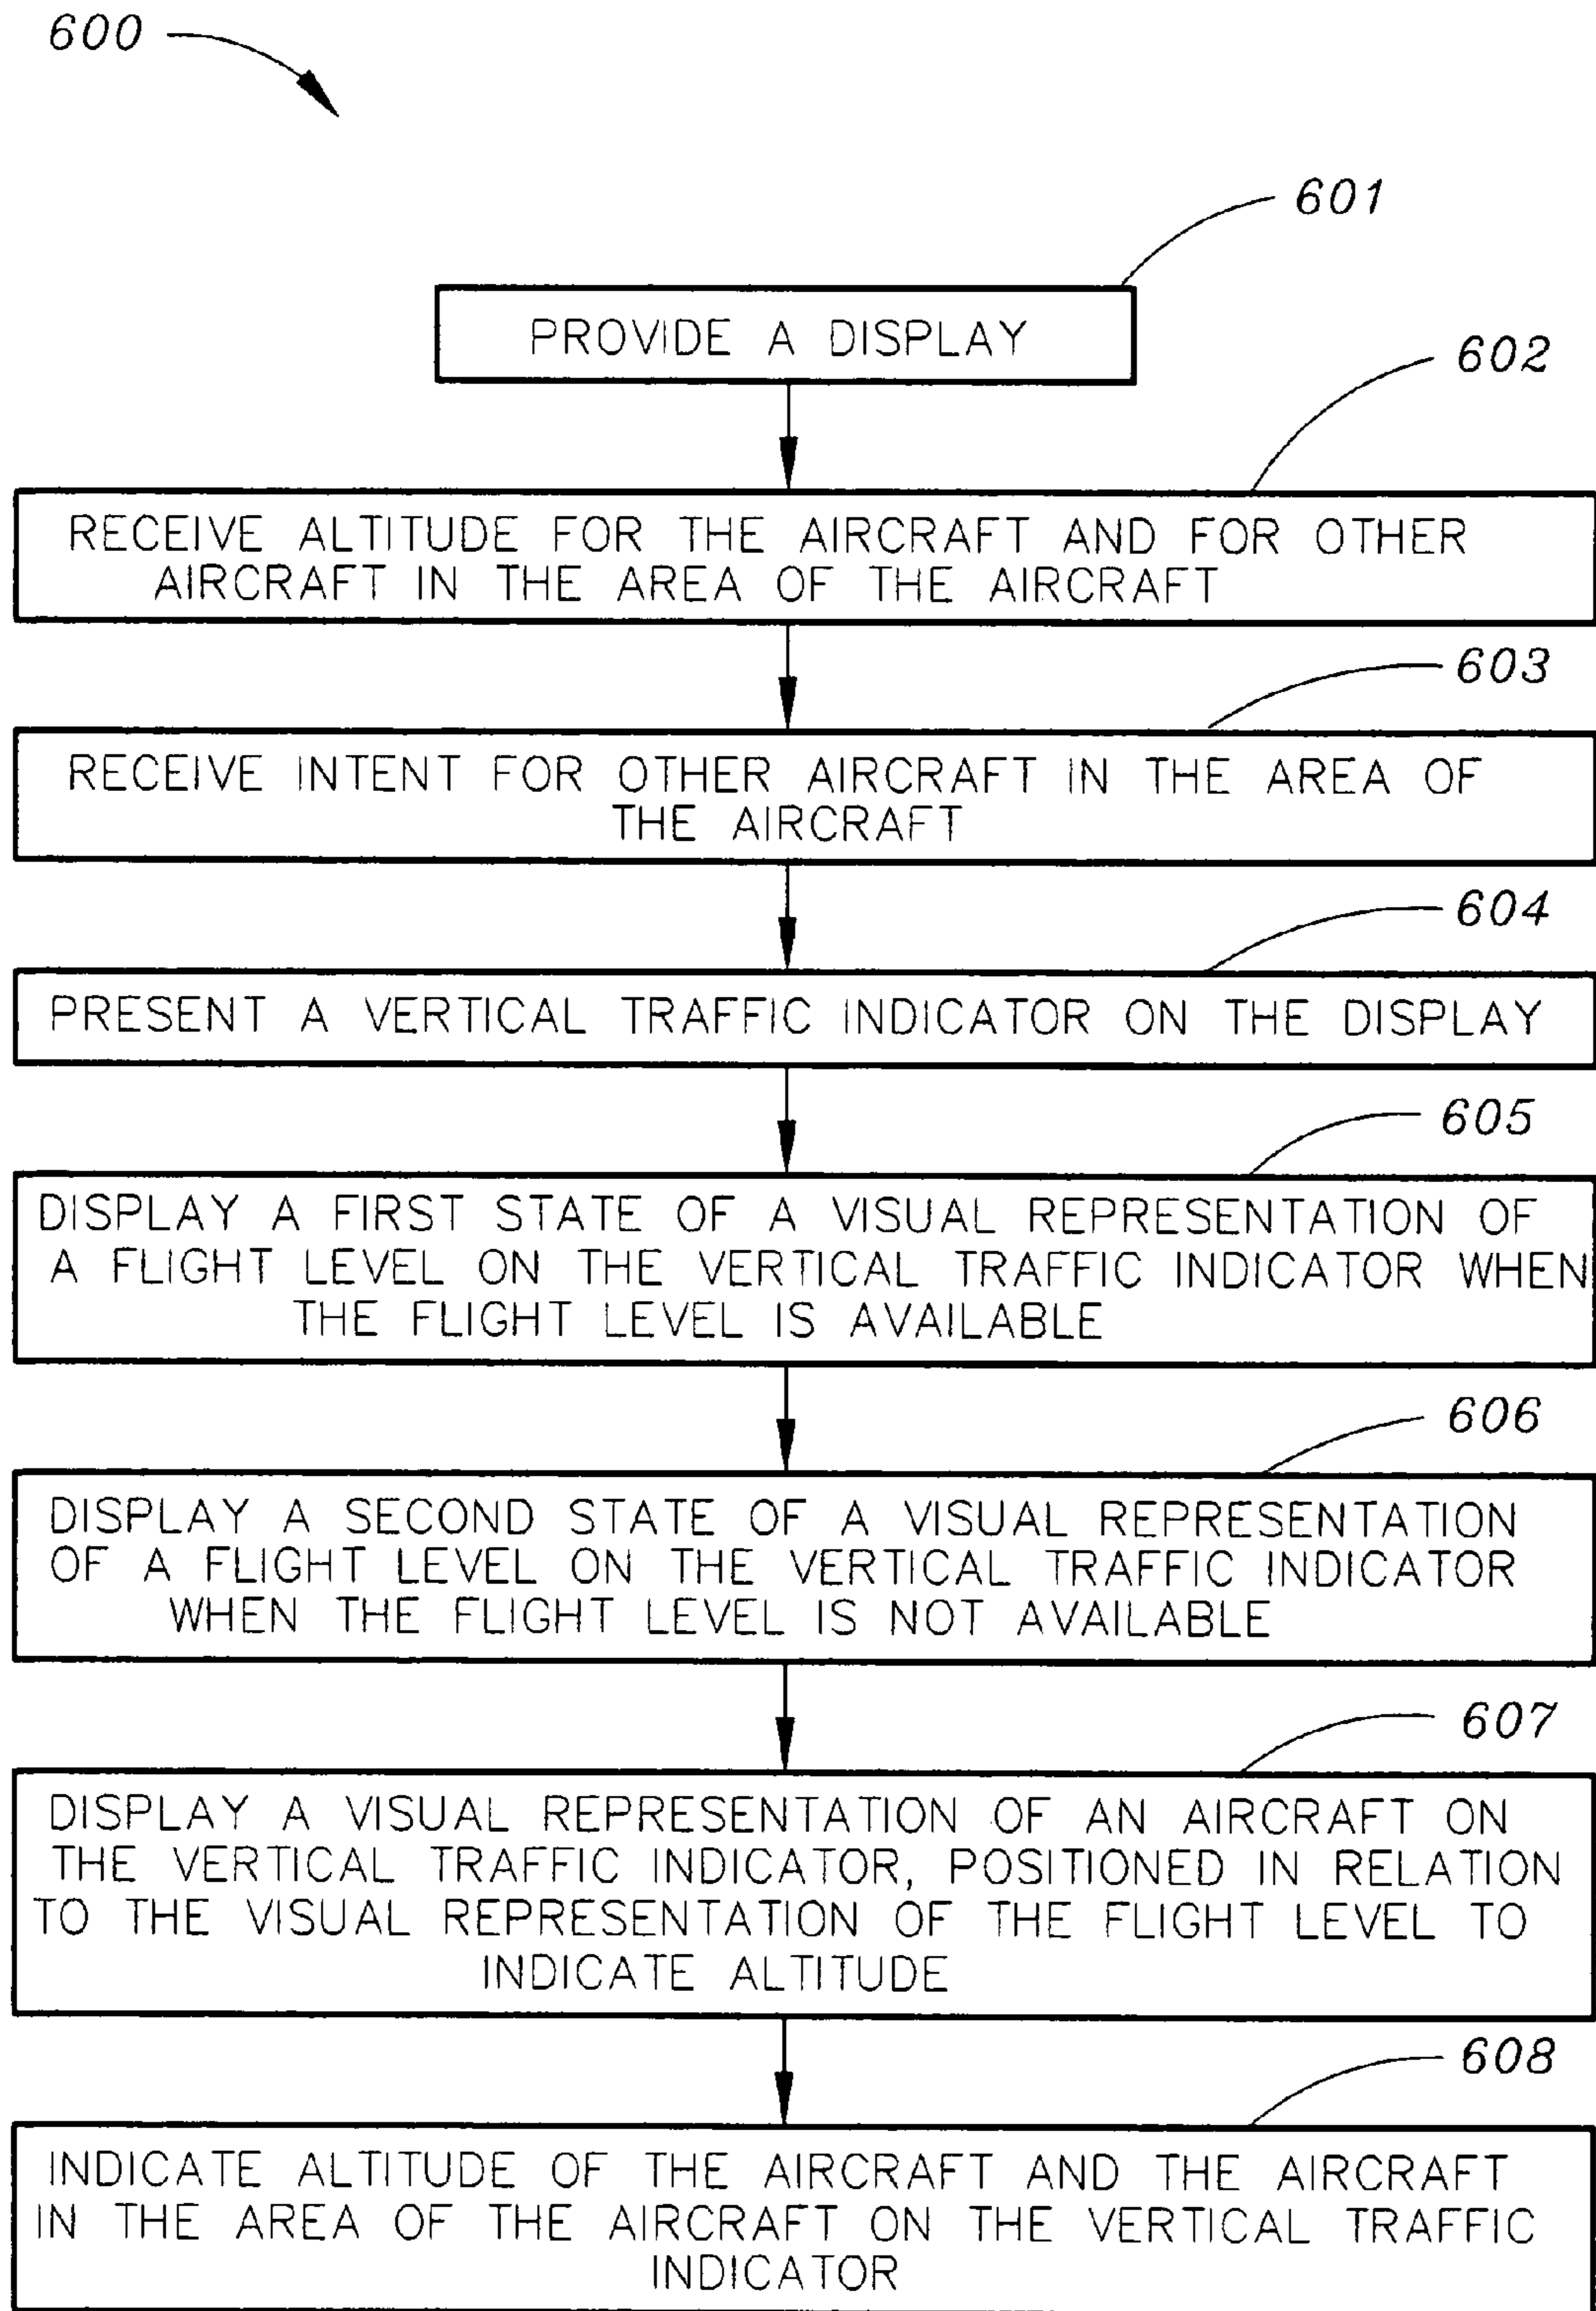 600
601
PROVIDE A DISPLAY
602
RECEIVE ALTITUDE FOR THE AIRCRAFT AND FOR OTHER
AIRCRAFT IN THE AREA OF THE AIRCRAFT
603
RECEIVE INTENT FOR OTHER AIRCRAFT IN THE AREA OF
THE AIRCRAFT
604
PRESENT A VERTICAL TRAFFIC INDICATOR ON THE DISPLAY
605
DISPLAY A FIRST STATE OF A VISUAL REPRESENTATION OF
A FLIGHT LEVEL ON THE VERTICAL TRAFFIC INDICATOR WHEN
THE FLIGHT LEVEL IS AVAILABLE
606
DISPLAY A SECOND STATE OF A VISUAL REPRESENTATION
OF A FLIGHT LEVEL ON THE VERTICAL TRAFFIC INDICATOR
WHEN THE FLIGHT LEVEL IS NOT AVAILABLE
607
DISPLAY A VISUAL REPRESENTATION OF AN AIRCRAFT ON
THE VERTICAL TRAFFIC INDICATOR, POSITIONED IN RELATION
TO THE VISUAL REPRESENTATION OF THE FLIGHT LEVEL TO
INDICATE ALTITUDE
608
INDICATE ALTITUDE OF THE AIRCRAFT AND THE AIRCRAFT
IN THE AREA OF THE AIRCRAFT ON THE VERTICAL TRAFFIC
INDICATOR